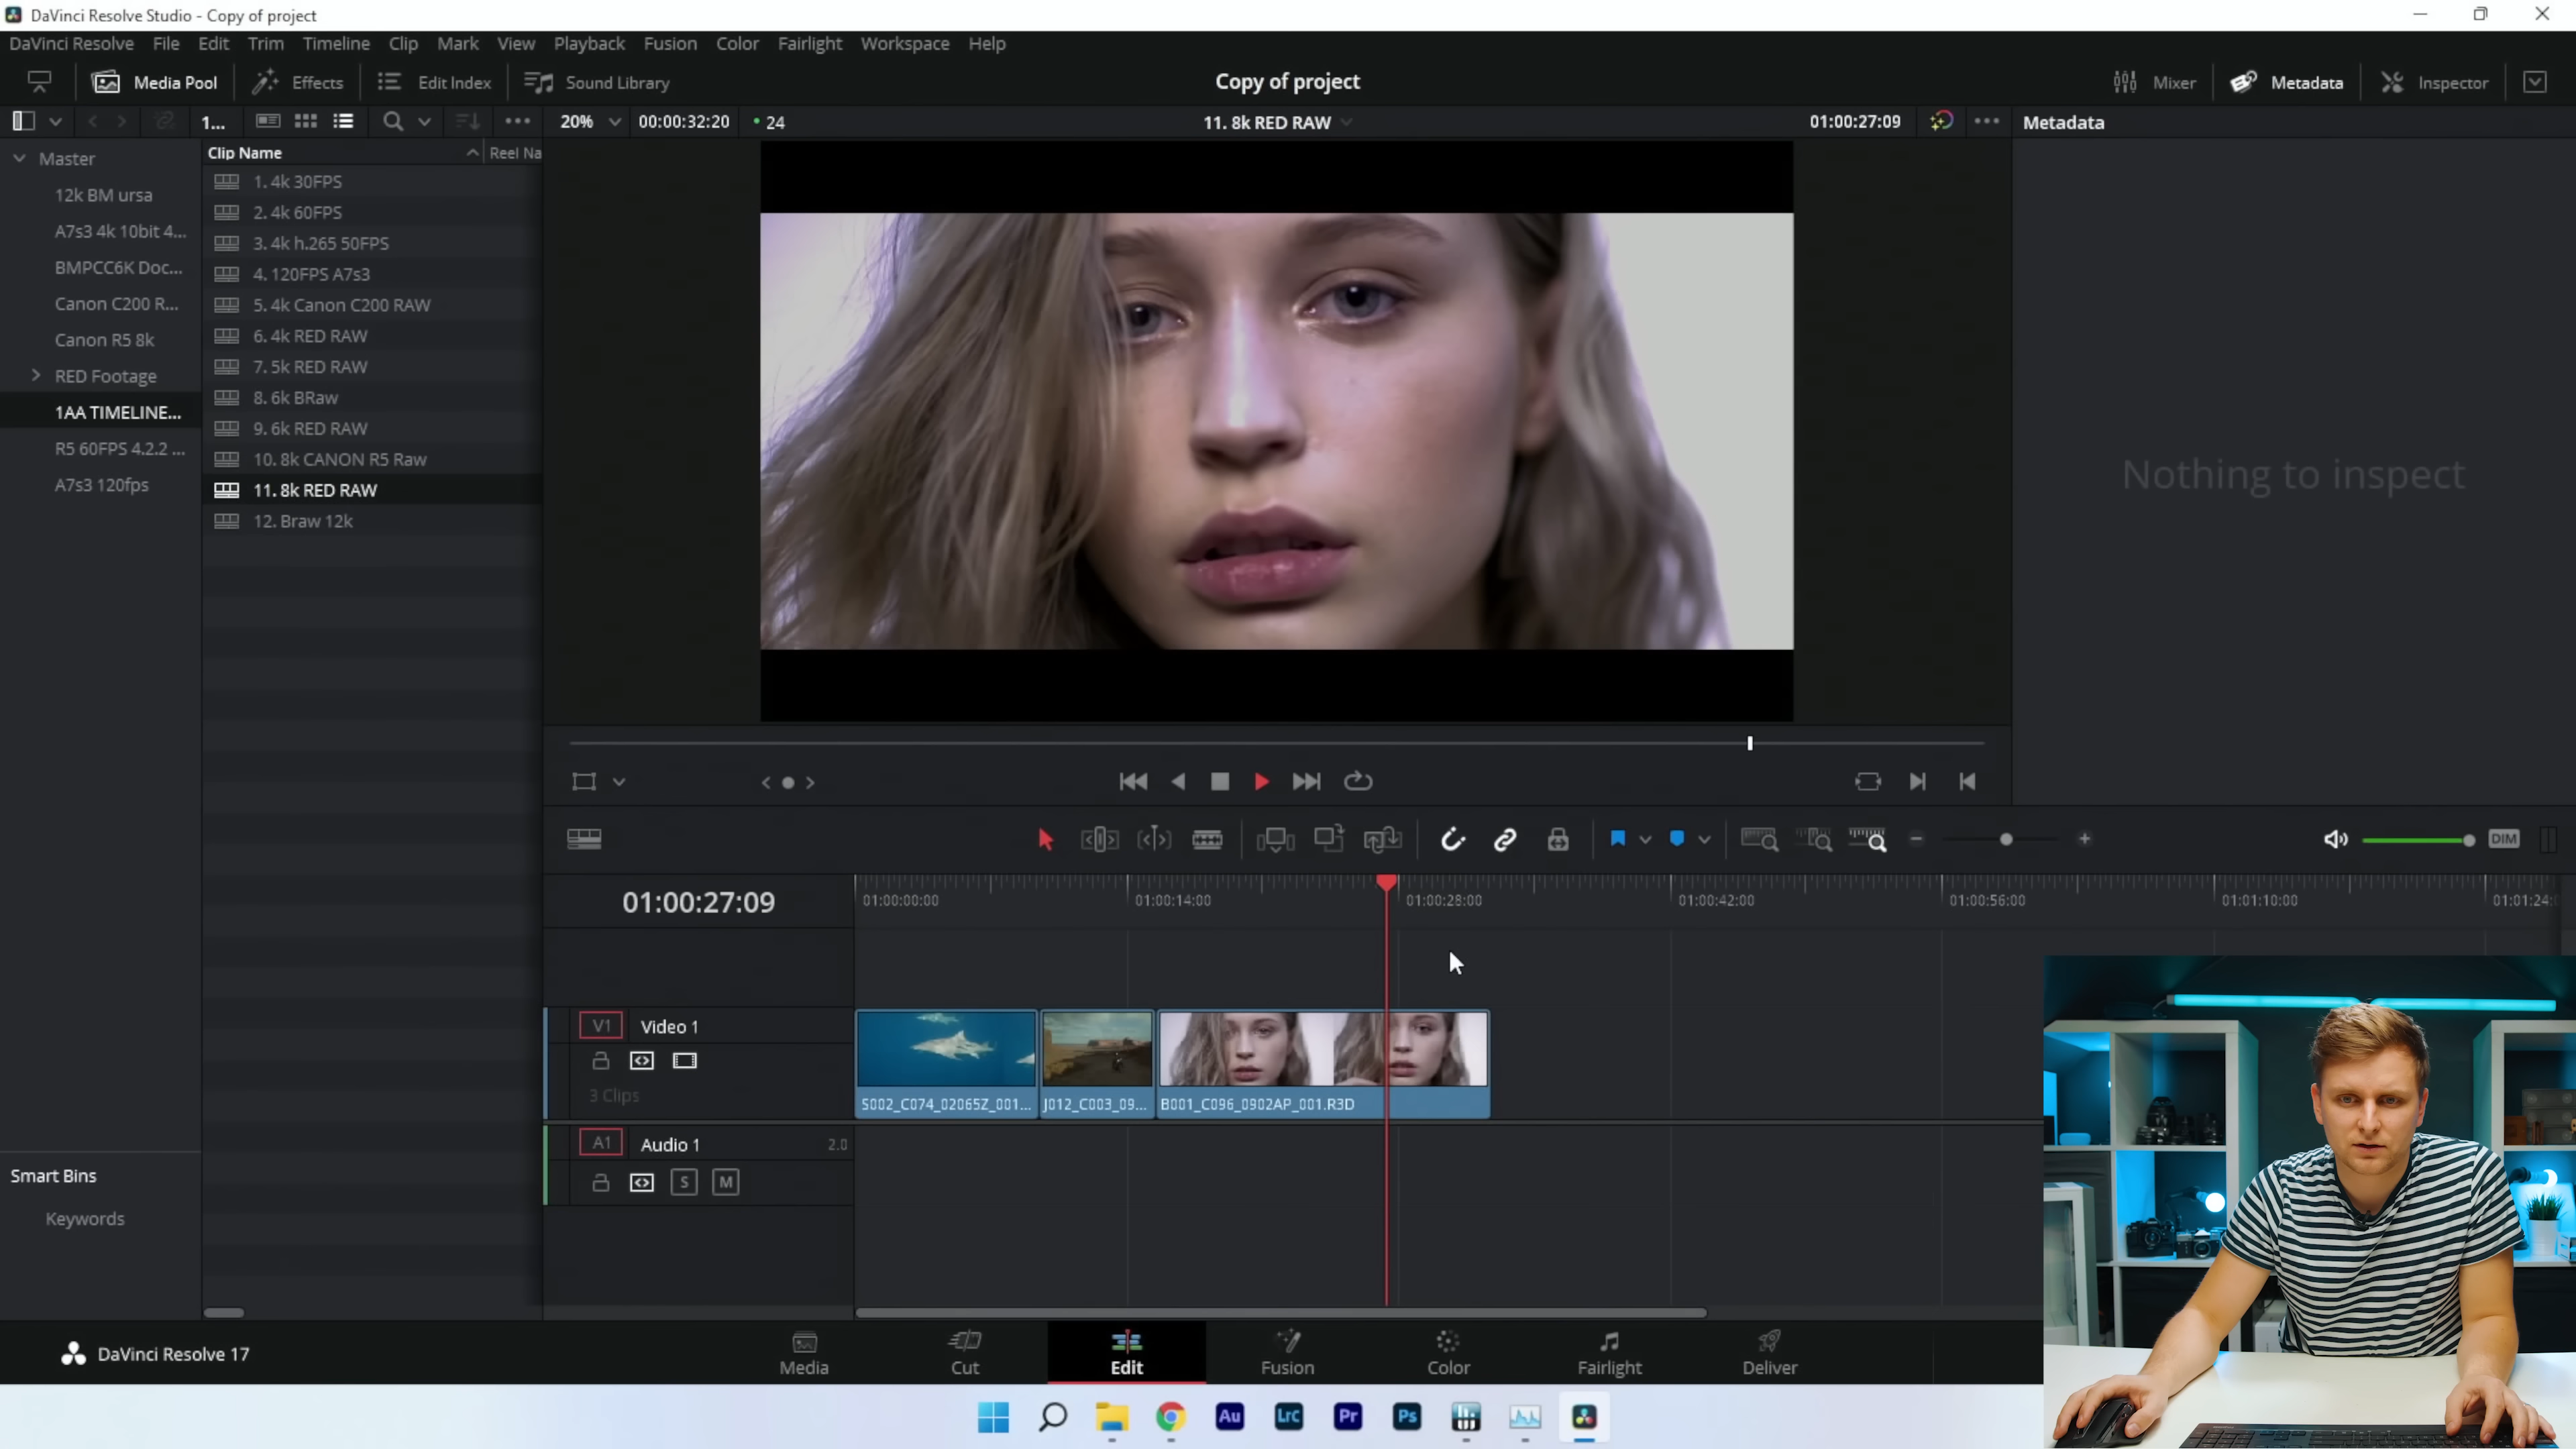 DaVinci Resolve Studio - Copy of project
DaVinci Resolve File Edit Trim Timeline Clip Mark View Playback Fusion Color Fairlight Workspace Help
Media Pool Effects Edit Index Sound Library Copy of project Mixer Metadata Inspector
1... 20% 00:00:32:20 24 11. 8k RED RAW 01:00:27:09 Metadata
Master
12k BM ursa
A7s3 4k 10bit 4...
BMPCC6K Doc...
Canon C200 R...
Canon R5 8k
RED Footage
1AA TIMELINE...
R5 60FPS 4.2.2 ...
A7s3 120fps
Clip Name Reel Na
1. 4k 30FPS
2. 4k 60FPS
3. 4k h.265 50FPS
4. 120FPS A7s3
5. 4k Canon C200 RAW
6. 4k RED RAW
7. 5k RED RAW
8. 6k BRaw
9. 6k RED RAW
10. 8k CANON R5 Raw
11. 8k RED RAW
12. Braw 12k
Nothing to inspect
DIM
01:00:27:09
01:00:00:00 01:00:14:00 01:00:28:00 01:00:42:00 01:00:56:00 01:01:10:00 01:01:24:
V1 Video 1
3 Clips
S002_C074_02065Z_001... J012_C003_09... B001_C096_0902AP_001.R3D
A1 Audio 1 2.0
S M
Smart Bins
Keywords
DaVinci Resolve 17
Media Cut Edit Fusion Color Fairlight Deliver
Au LrC Pr Ps